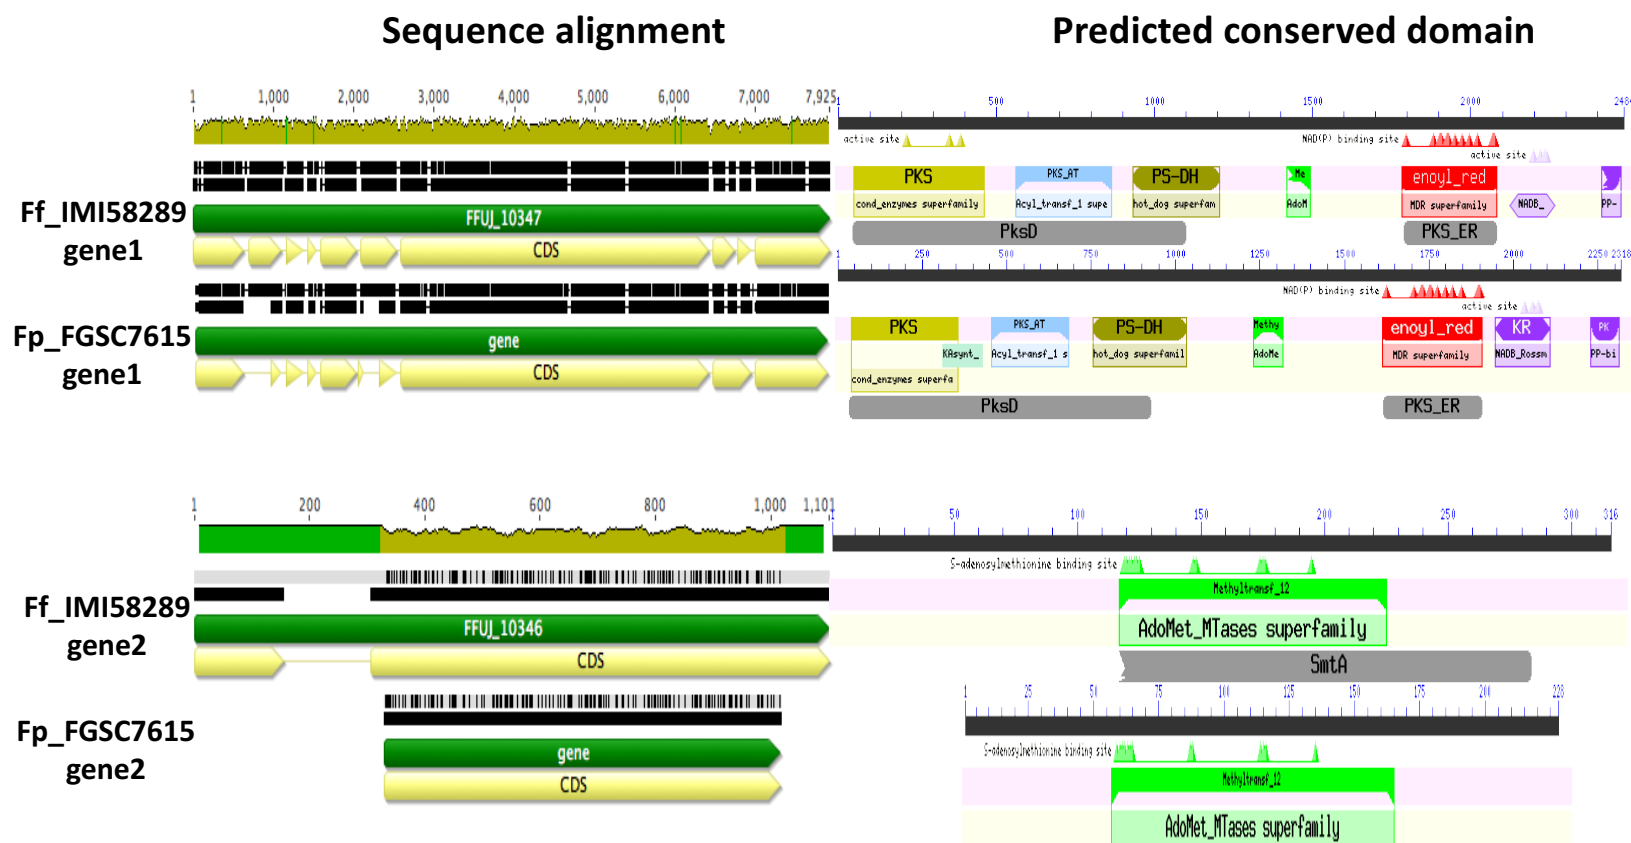 Sequence alignment
Predicted conserved domain
1 1,000 2,000 3,000 4,000 5,000 6,000 7,000 7,925
1 500 1000 1500 2000 248
active site
NAD(P) binding site
active site
Ff_IMI58289
gene1
FFUJ_10347
CDS
PKS PKS_AT PS-DH Me enoyl_red
cond_enzymes superfamily Acyl_transf_1 supe hot_dog superfam AdoM MDR superfamily NADB_ PP-
PksD PKS_ER
1 250 500 750 1000 1250 1500 1750 2000 2250 2318
NAD(P) binding site
active site
Fp_FGSC7615
gene1
gene
CDS
PKS PKS_AT PS-DH Methy enoyl_red KR PK
KAsynt_ Acyl_transf_1 s hot_dog superfamil AdoMe MDR superfamily NADB_Rossm PP-bi
cond_enzymes superfa
PksD PKS_ER
1 200 400 600 800 1,000 1,101
1 50 100 150 200 250 300 316
S-adenosylmethionine binding site
Ff_IMI58289
gene2
FFUJ_10346
CDS
Methyltransf_12
AdoMet_MTases superfamily
SmtA
1 25 50 75 100 125 150 175 200 228
S-adenosylmethionine binding site
Fp_FGSC7615
gene2
gene
CDS
Methyltransf_12
AdoMet_MTases superfamily